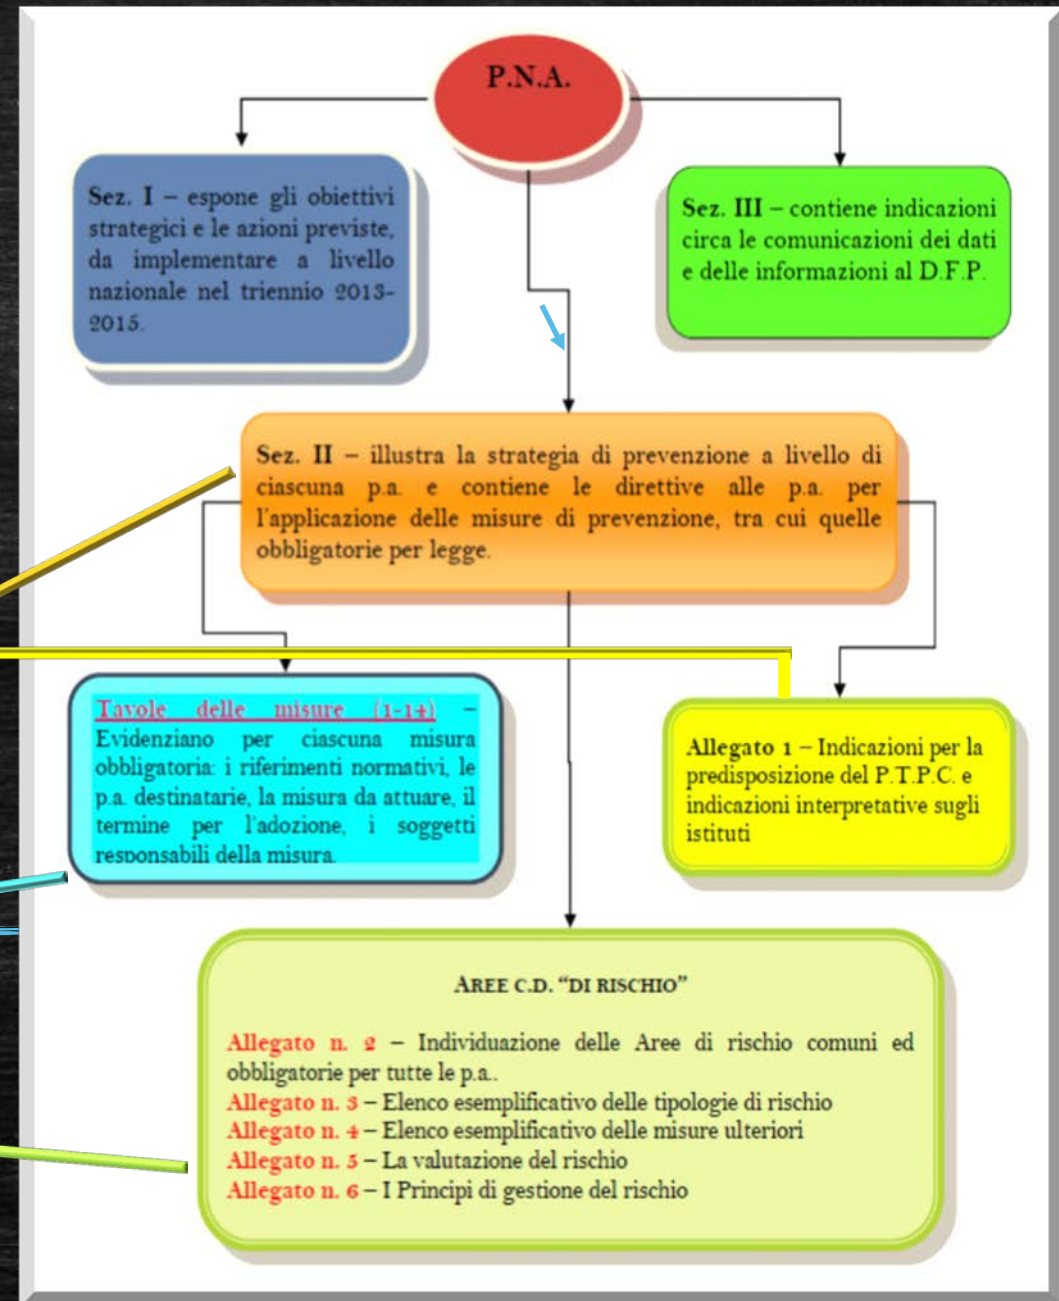 P.N.A.
Sez. I – espone gli obiettivi
strategici e le azioni previste,
da implementare a livello
nazionale nel triennio 2013-
2015.
Sez. III – contiene indicazioni
circa le comunicazioni dei dati
e delle informazioni al D.F.P.
Sez. II – illustra la strategia di prevenzione a livello di
ciascuna p.a. e contiene le direttive alle p.a. per
l'applicazione delle misure di prevenzione, tra cui quelle
obbligatorie per legge.
Tavole delle misure (1-14) –
Evidenziano per ciascuna misura
obbligatoria: i riferimenti normativi, le
p.a. destinatarie, la misura da attuare, il
termine per l'adozione, i soggetti
responsabili della misura.
Allegato 1 – Indicazioni per la
predisposizione del P.T.P.C. e
indicazioni interpretative sugli
istituti
AREE C.D. "DI RISCHIO"
Allegato n. 2 – Individuazione delle Aree di rischio comuni ed
obbligatorie per tutte le p.a..
Allegato n. 3 – Elenco esemplificativo delle tipologie di rischio
Allegato n. 4 – Elenco esemplificativo delle misure ulteriori
Allegato n. 5 – La valutazione del rischio
Allegato n. 6 – I Principi di gestione del rischio